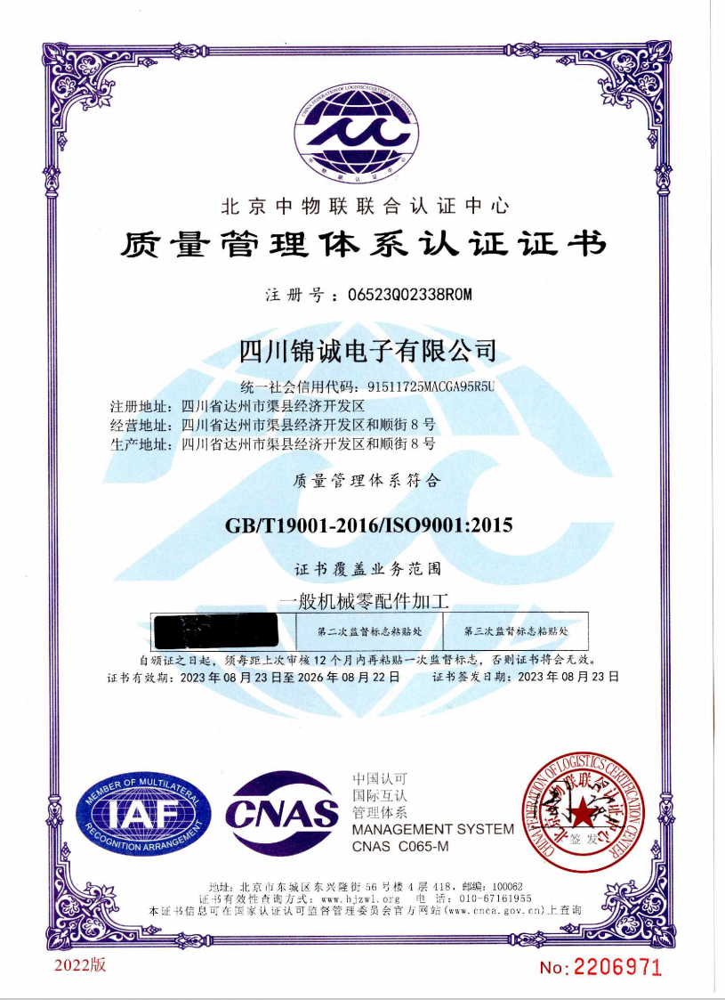 CHINA FEDERATION OF LOGISTICS CERTIFICATION CENTER
中物联认证中心
北京中物联联合认证中心
质量管理体系认证证书
注册号：06523Q02338R0M
四川锦诚电子有限公司
统一社会信用代码：91511725MACGA95R5U
注册地址：四川省达州市渠县经济开发区
经营地址：四川省达州市渠县经济开发区和顺街8号
生产地址：四川省达州市渠县经济开发区和顺街8号
质量管理体系符合
GB/T19001-2016/ISO9001:2015
证书覆盖业务范围
一般机械零配件加工
第二次监督标志粘贴处 第三次监督标志粘贴处
自颁证之日起，须每距上次审核12个月内再粘贴一次监督标志，否则证书将会无效。
证书有效期：2023年08月23日至2026年08月22日 证书签发日期：2023年08月23日
MEMBER OF MULTILATERAL
IAF
RECOGNITION ARRANGEMENT
CNAS
中国认可
国际互认
管理体系
MANAGEMENT SYSTEM
CNAS C065-M
CHINA FEDERATION OF LOGISTICS CERTIFICATION CENTER
北京中物联联合认证中心
签发
地址：北京市东城区东兴隆街56号楼4层418，邮编：100062
证书有效性查询方式：www.bjzwl.org 电话：010-67161955
本证书信息可在国家认证认可监督管理委员会官方网站(www.cnca.gov.cn)上查询
2022版
No:2206971